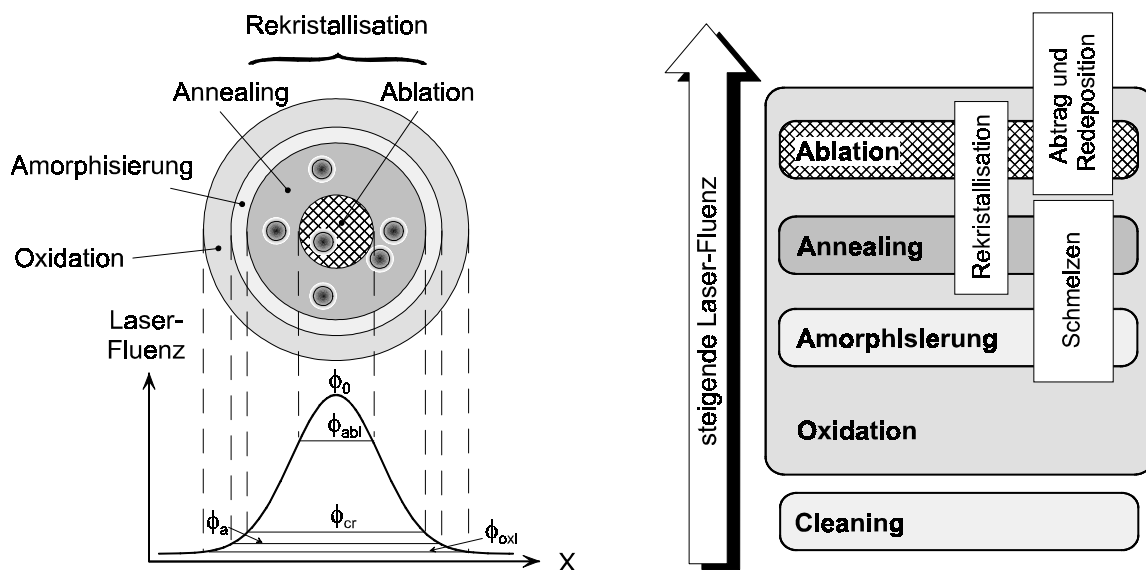 Rekristallisation
Annealing
Ablation
Amorphisierung
Oxidation
Laser-
Fluenz
ϕ0
ϕabl
ϕa
ϕcr
ϕoxi
X
steigende Laser-Fluenz
Abtrag und
Redeposition
Rekristallisation
Schmelzen
Ablation
Annealing
Amorphisierung
Oxidation
Cleaning